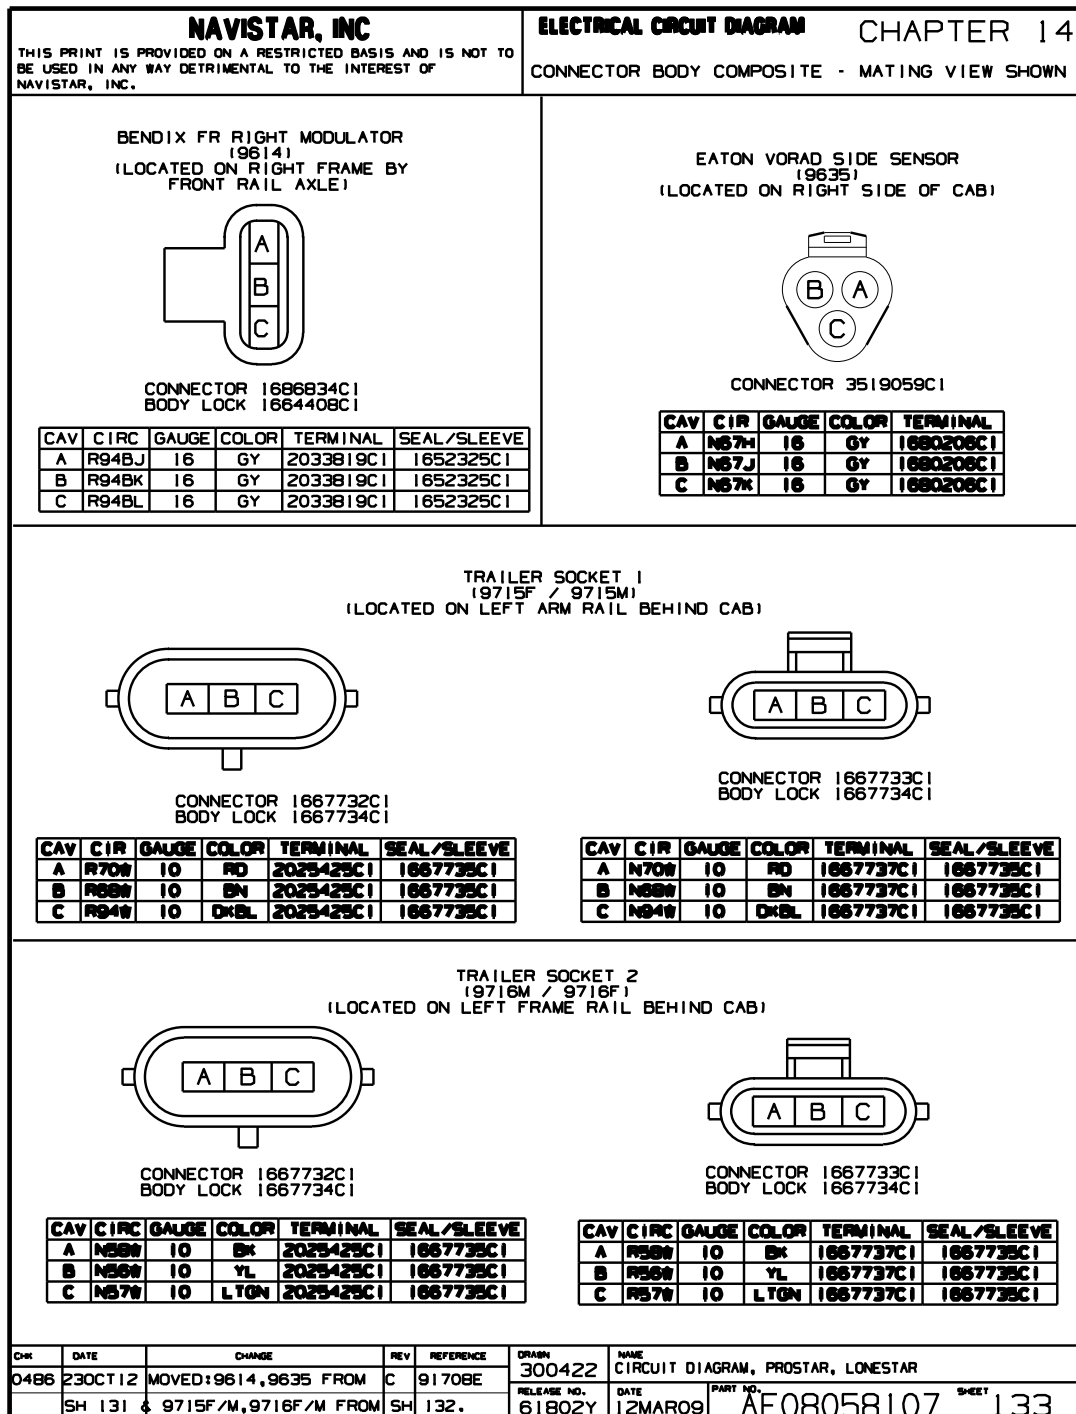 NAVISTAR, INC
THIS PRINT IS PROVIDED ON A RESTRICTED BASIS AND IS NOT TO
BE USED IN ANY WAY DETRIMENTAL TO THE INTEREST OF
NAVISTAR, INC.
ELECTRICAL CIRCUIT DIAGRAM CHAPTER 14
CONNECTOR BODY COMPOSITE - MATING VIEW SHOWN
BENDIX FR RIGHT MODULATOR
(9614)
(LOCATED ON RIGHT FRAME BY
FRONT RAIL AXLE)
A
B
C
CONNECTOR 1686834C1
BODY LOCK 1664408C1
CAV CIRC GAUGE COLOR TERMINAL SEAL/SLEEVE
A R94BJ 16 GY 2033819C1 1652325C1
B R94BK 16 GY 2033819C1 1652325C1
C R94BL 16 GY 2033819C1 1652325C1
EATON VORAD SIDE SENSOR
(9635)
(LOCATED ON RIGHT SIDE OF CAB)
B A
C
CONNECTOR 3519059C1
CAV CIR GAUGE COLOR TERMINAL
A N67H 16 GY 1680206C1
B N67J 16 GY 1680206C1
C N67K 16 GY 1680206C1
TRAILER SOCKET 1
(9715F / 9715M)
(LOCATED ON LEFT ARM RAIL BEHIND CAB)
A B C
CONNECTOR 1667732C1
BODY LOCK 1667734C1
CAV CIR GAUGE COLOR TERMINAL SEAL/SLEEVE
A R70W 10 RD 2025425C1 1667735C1
B R68W 10 BN 2025425C1 1667735C1
C R94W 10 DKBL 2025425C1 1667735C1
A B C
CONNECTOR 1667733C1
BODY LOCK 1667734C1
CAV CIR GAUGE COLOR TERMINAL SEAL/SLEEVE
A N70W 10 RD 1667737C1 1667735C1
B N68W 10 BN 1667737C1 1667735C1
C N94W 10 DKBL 1667737C1 1667735C1
TRAILER SOCKET 2
(9716M / 9716F)
(LOCATED ON LEFT FRAME RAIL BEHIND CAB)
A B C
CONNECTOR 1667732C1
BODY LOCK 1667734C1
CAV CIRC GAUGE COLOR TERMINAL SEAL/SLEEVE
A N58W 10 BK 2025425C1 1667735C1
B N56W 10 YL 2025425C1 1667735C1
C N57W 10 LTGN 2025425C1 1667735C1
A B C
CONNECTOR 1667733C1
BODY LOCK 1667734C1
CAV CIRC GAUGE COLOR TERMINAL SEAL/SLEEVE
A R58W 10 BK 1667737C1 1667735C1
B R56W 10 YL 1667737C1 1667735C1
C R57W 10 LTGN 1667737C1 1667735C1
CHK DATE CHANGE REV REFERENCE
0486 23OCT12 MOVED:9614,9635 FROM C 91708E
SH 131 & 9715F/M,9716F/M FROM SH 132.
DRAWN
300422
NAME
CIRCUIT DIAGRAM, PROSTAR, LONESTAR
RELEASE NO.
61802Y
DATE
12MAR09
PART NO.
AE08058107
SHEET
133